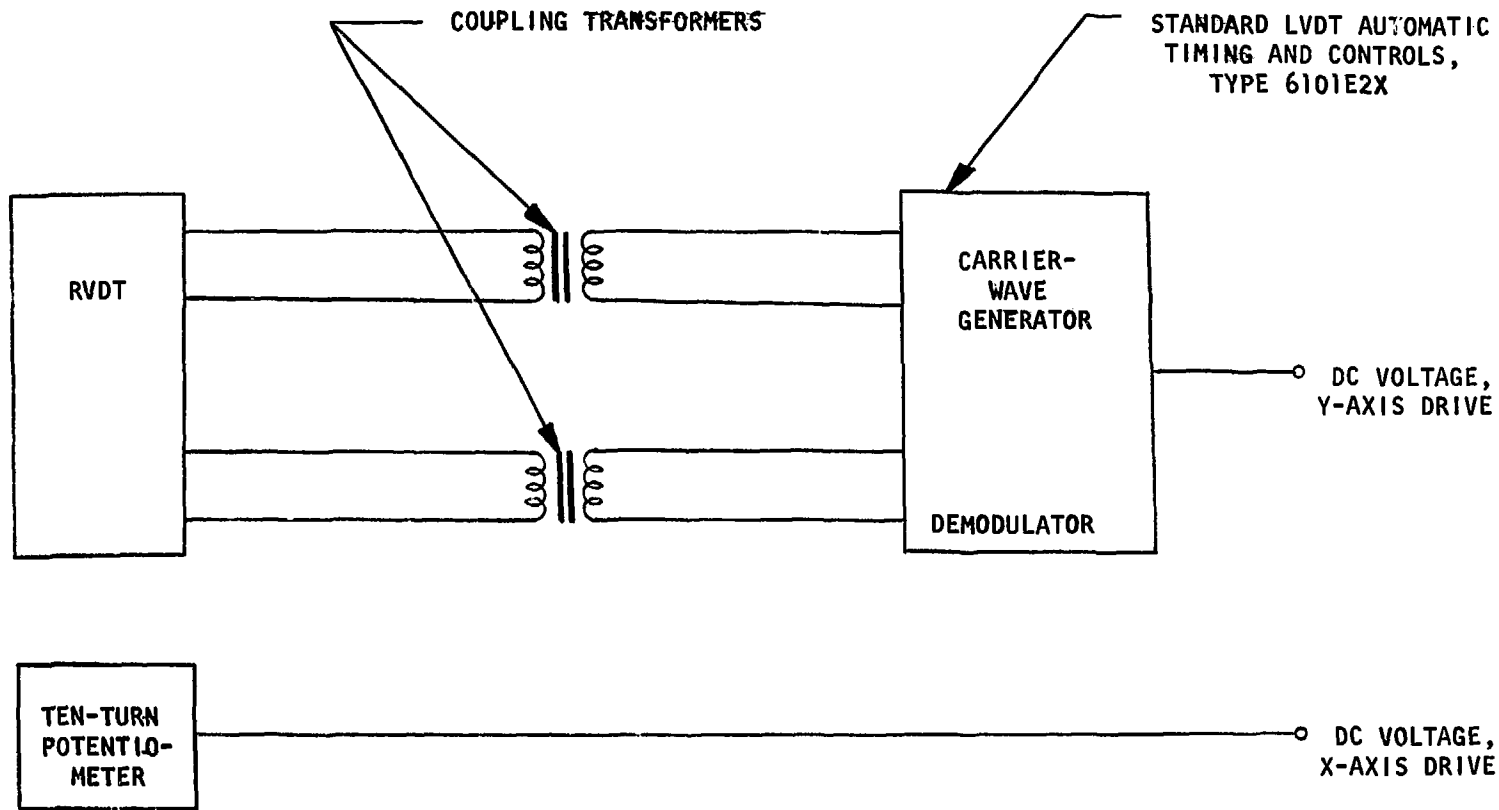 COUPLING TRANSFORMERS
STANDARD LVDT AUTOMATIC
TIMING AND CONTROLS,
TYPE 6101E2X
RVDT
CARRIER-
WAVE
GENERATOR
DC VOLTAGE,
Y-AXIS DRIVE
DEMODULATOR
TEN-TURN
POTENTIO-
METER
DC VOLTAGE,
X-AXIS DRIVE